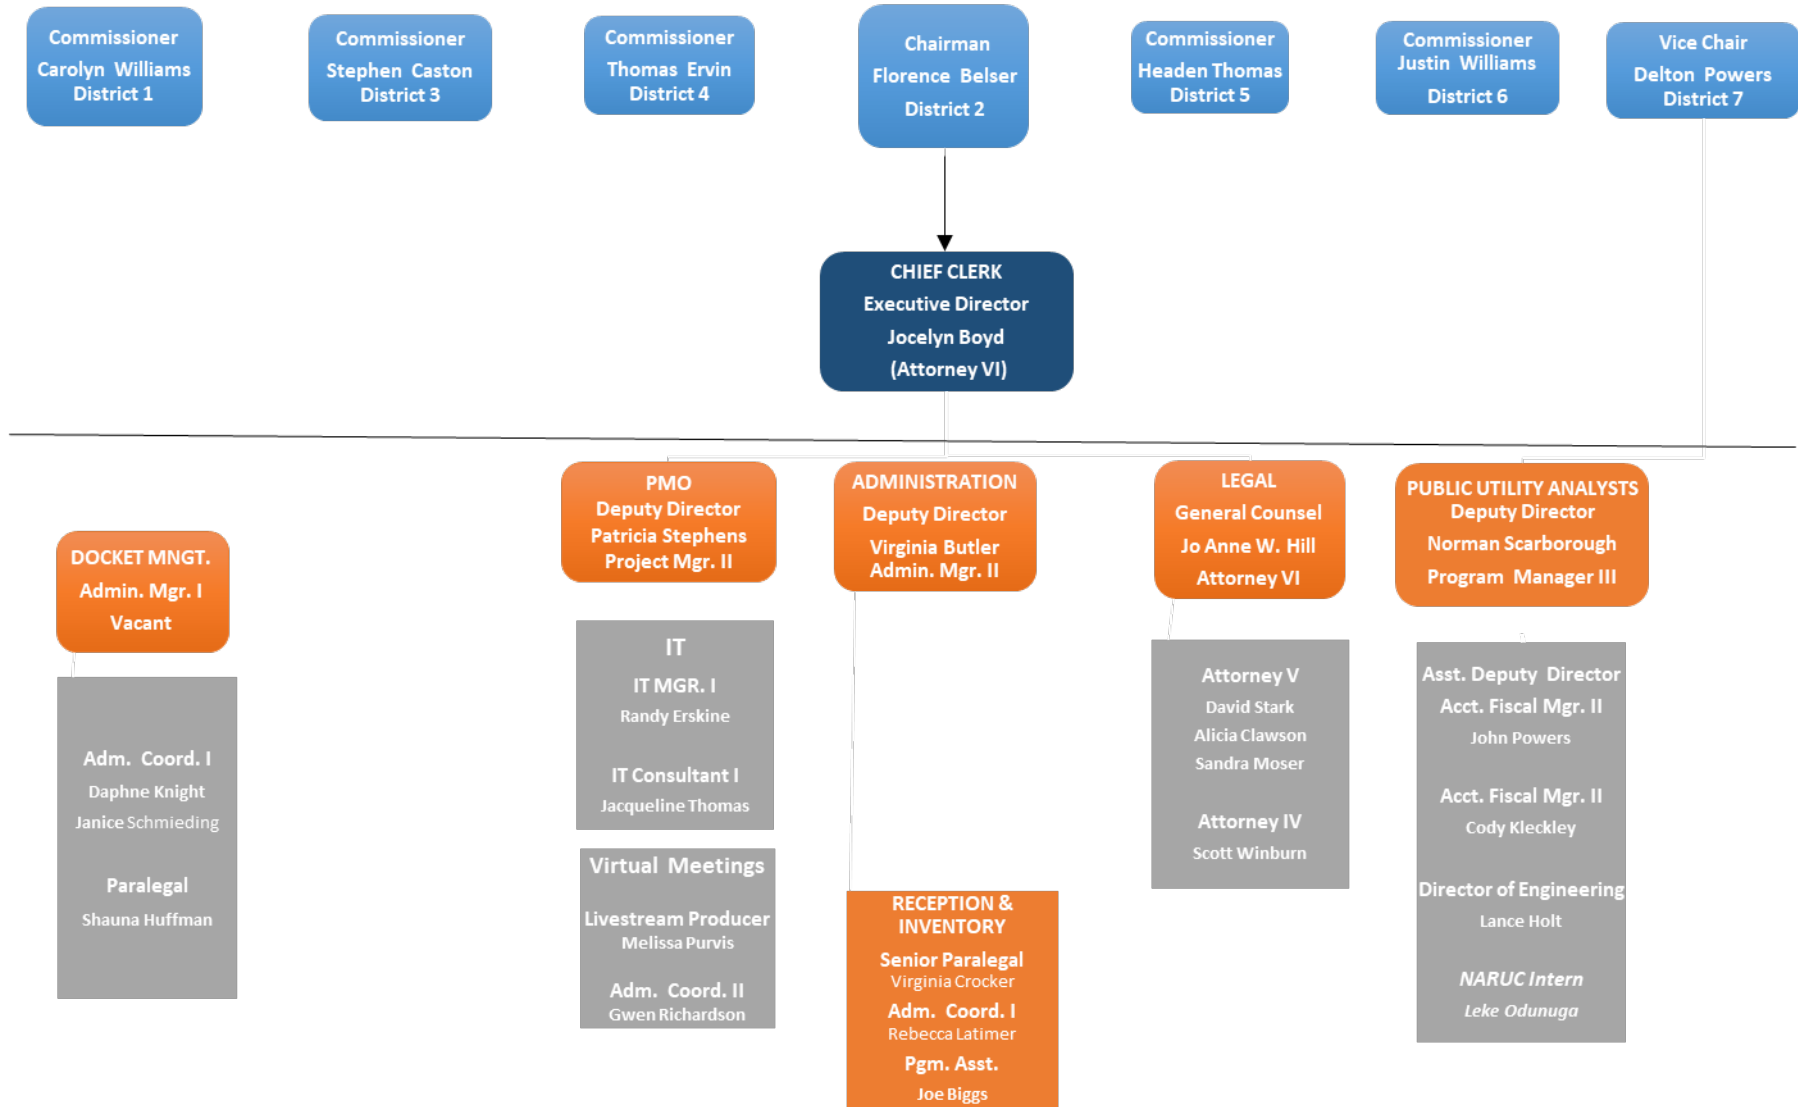 Commissioner
Carolyn Williams
District 1
Commissioner
Stephen Caston
District 3
Commissioner
Thomas Ervin
District 4
Chairman
Florence Belser
District 2
Commissioner
Headen Thomas
District 5
Commissioner
Justin Williams
District 6
Vice Chair
Delton Powers
District 7
CHIEF CLERK
Executive Director
Jocelyn Boyd
(Attorney VI)
DOCKET MNGT.
Admin. Mgr. I
Vacant
Adm. Coord. I
Daphne Knight
Janice Schmieding
Paralegal
Shauna Huffman
PMO
Deputy Director
Patricia Stephens
Project Mgr. II
IT
IT MGR. I
Randy Erskine
IT Consultant I
Jacqueline Thomas
Virtual Meetings
Livestream Producer
Melissa Purvis
Adm. Coord. II
Gwen Richardson
ADMINISTRATION
Deputy Director
Virginia Butler
Admin. Mgr. II
RECEPTION &
INVENTORY
Senior Paralegal
Virginia Crocker
Adm. Coord. I
Rebecca Latimer
Pgm. Asst.
Joe Biggs
LEGAL
General Counsel
Jo Anne W. Hill
Attorney VI
Attorney V
David Stark
Alicia Clawson
Sandra Moser
Attorney IV
Scott Winburn
PUBLIC UTILITY ANALYSTS
Deputy Director
Norman Scarborough
Program Manager III
Asst. Deputy Director
Acct. Fiscal Mgr. II
John Powers
Acct. Fiscal Mgr. II
Cody Kleckley
Director of Engineering
Lance Holt
NARUC Intern
Leke Odunuga